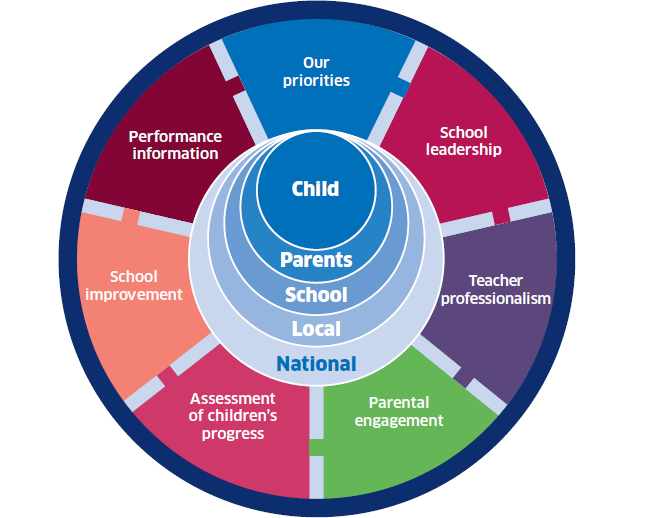 Our
priorities
School
leadership
Teacher
professionalism
Parental
engagement
Assessment
of children's
progress
School
improvement
Performance
information
Child
Parents
School
Local
National